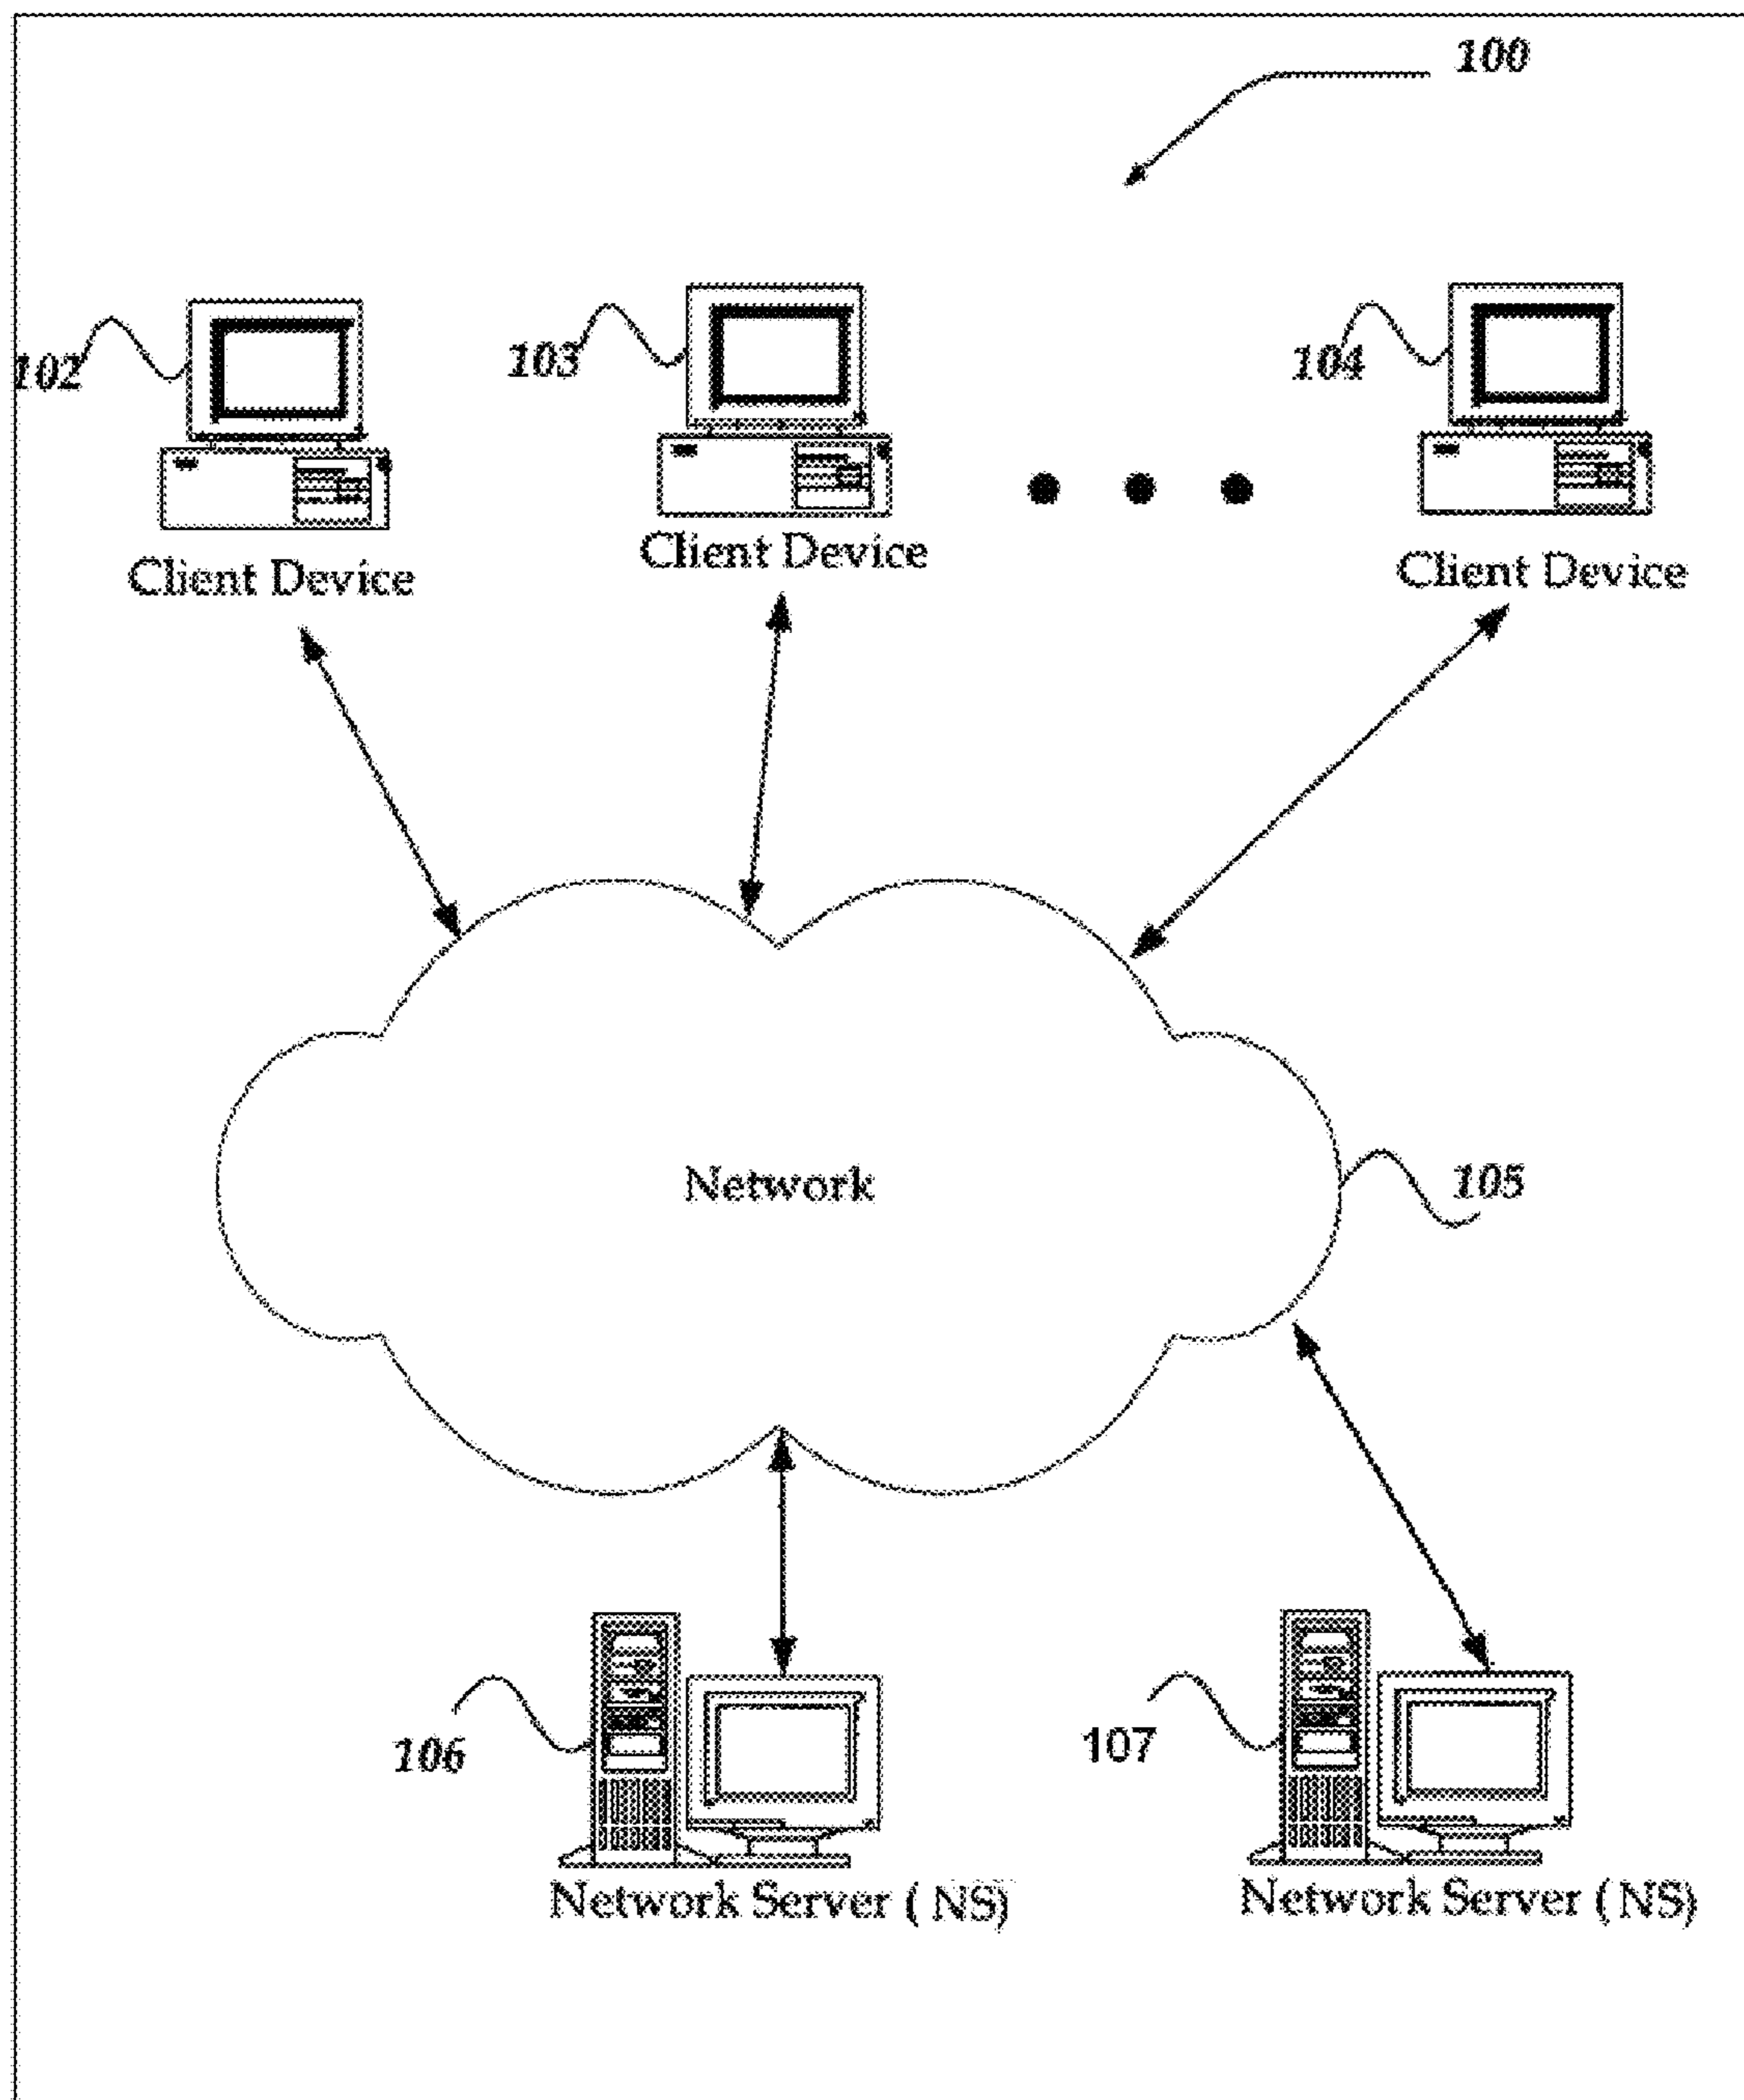 100
102
103
104
Client Device
Client Device
Client Device
Network
105
106
107
Network Server ( NS)
Network Server ( NS)